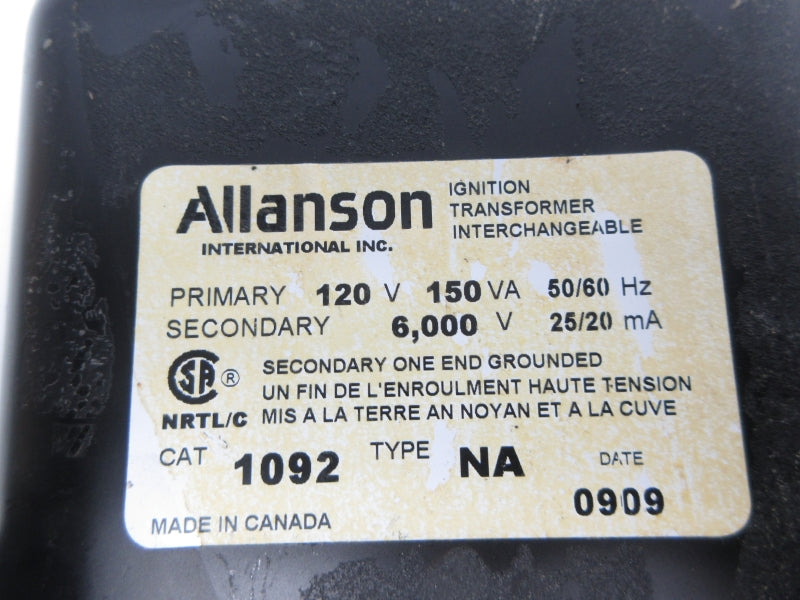 Allanson
INTERNATIONAL INC.
IGNITION
TRANSFORMER
INTERCHANGEABLE
PRIMARY 120 V 150 VA 50/60 Hz
SECONDARY 6,000 V 25/20 mA
SA ®
NRTL/C
SECONDARY ONE END GROUNDED
UN FIN DE L'ENROULMENT HAUTE TENSION
MIS A LA TERRE AN NOYAN ET A LA CUVE
CAT 1092 TYPE NA DATE
0909
MADE IN CANADA